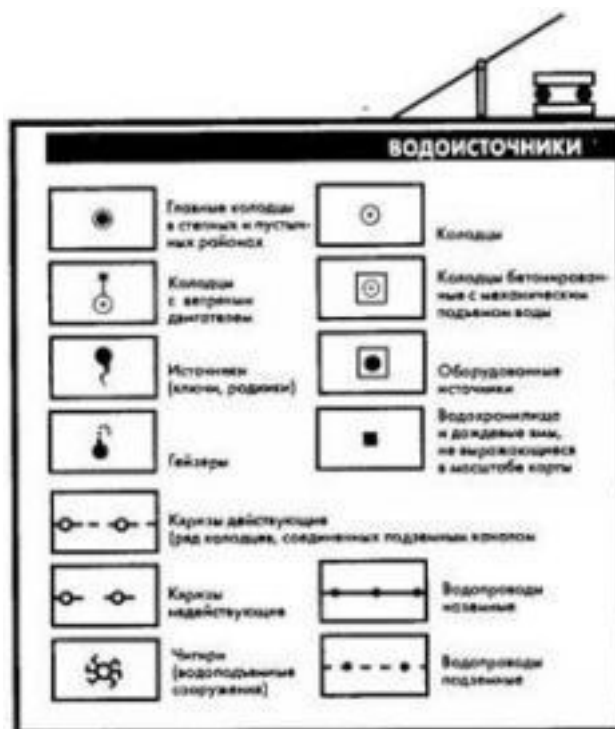 ВОДОИСТОЧНИКИ
Главные колодцы
в степных и пустын-
ных районах
Колодцы
Колодцы
с ветряным
двигателем
Колодцы бетонирован-
ные с механическим
подъемом воды
Источники
(ключи, родники)
Оборудованные
источники
Гейзеры
Водохранилища
и дождевые ямы,
не выражающиеся
в масштабе карты
Каризы действующие
(ряд колодцев, соединенных подземным каналом
Каризы
недействующие
Водопроводы
наземные
Чигири
(водоподъемные
сооружения)
Водопроводы
подземные